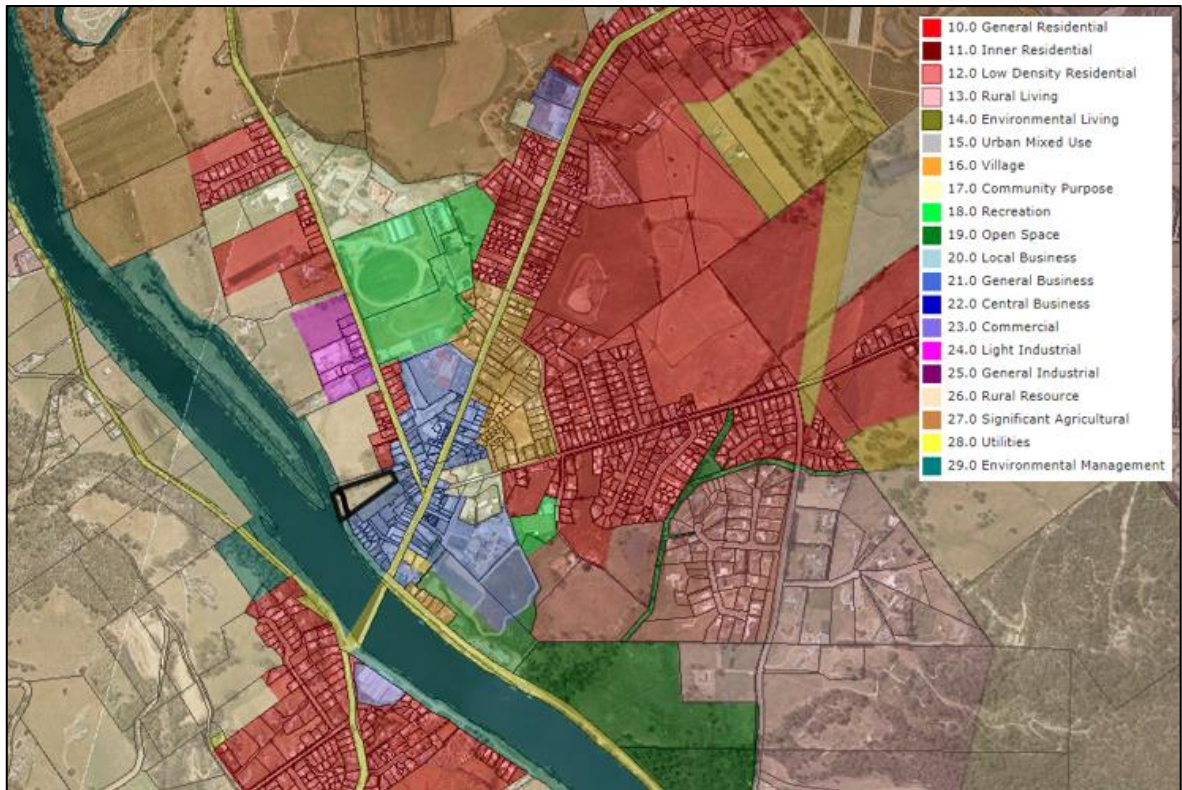 10.0 General Residential
11.0 Inner Residential
12.0 Low Density Residential
13.0 Rural Living
14.0 Environmental Living
15.0 Urban Mixed Use
16.0 Village
17.0 Community Purpose
18.0 Recreation
19.0 Open Space
20.0 Local Business
21.0 General Business
22.0 Central Business
23.0 Commercial
24.0 Light Industrial
25.0 General Industrial
26.0 Rural Resource
27.0 Significant Agricultural
28.0 Utilities
29.0 Environmental Management